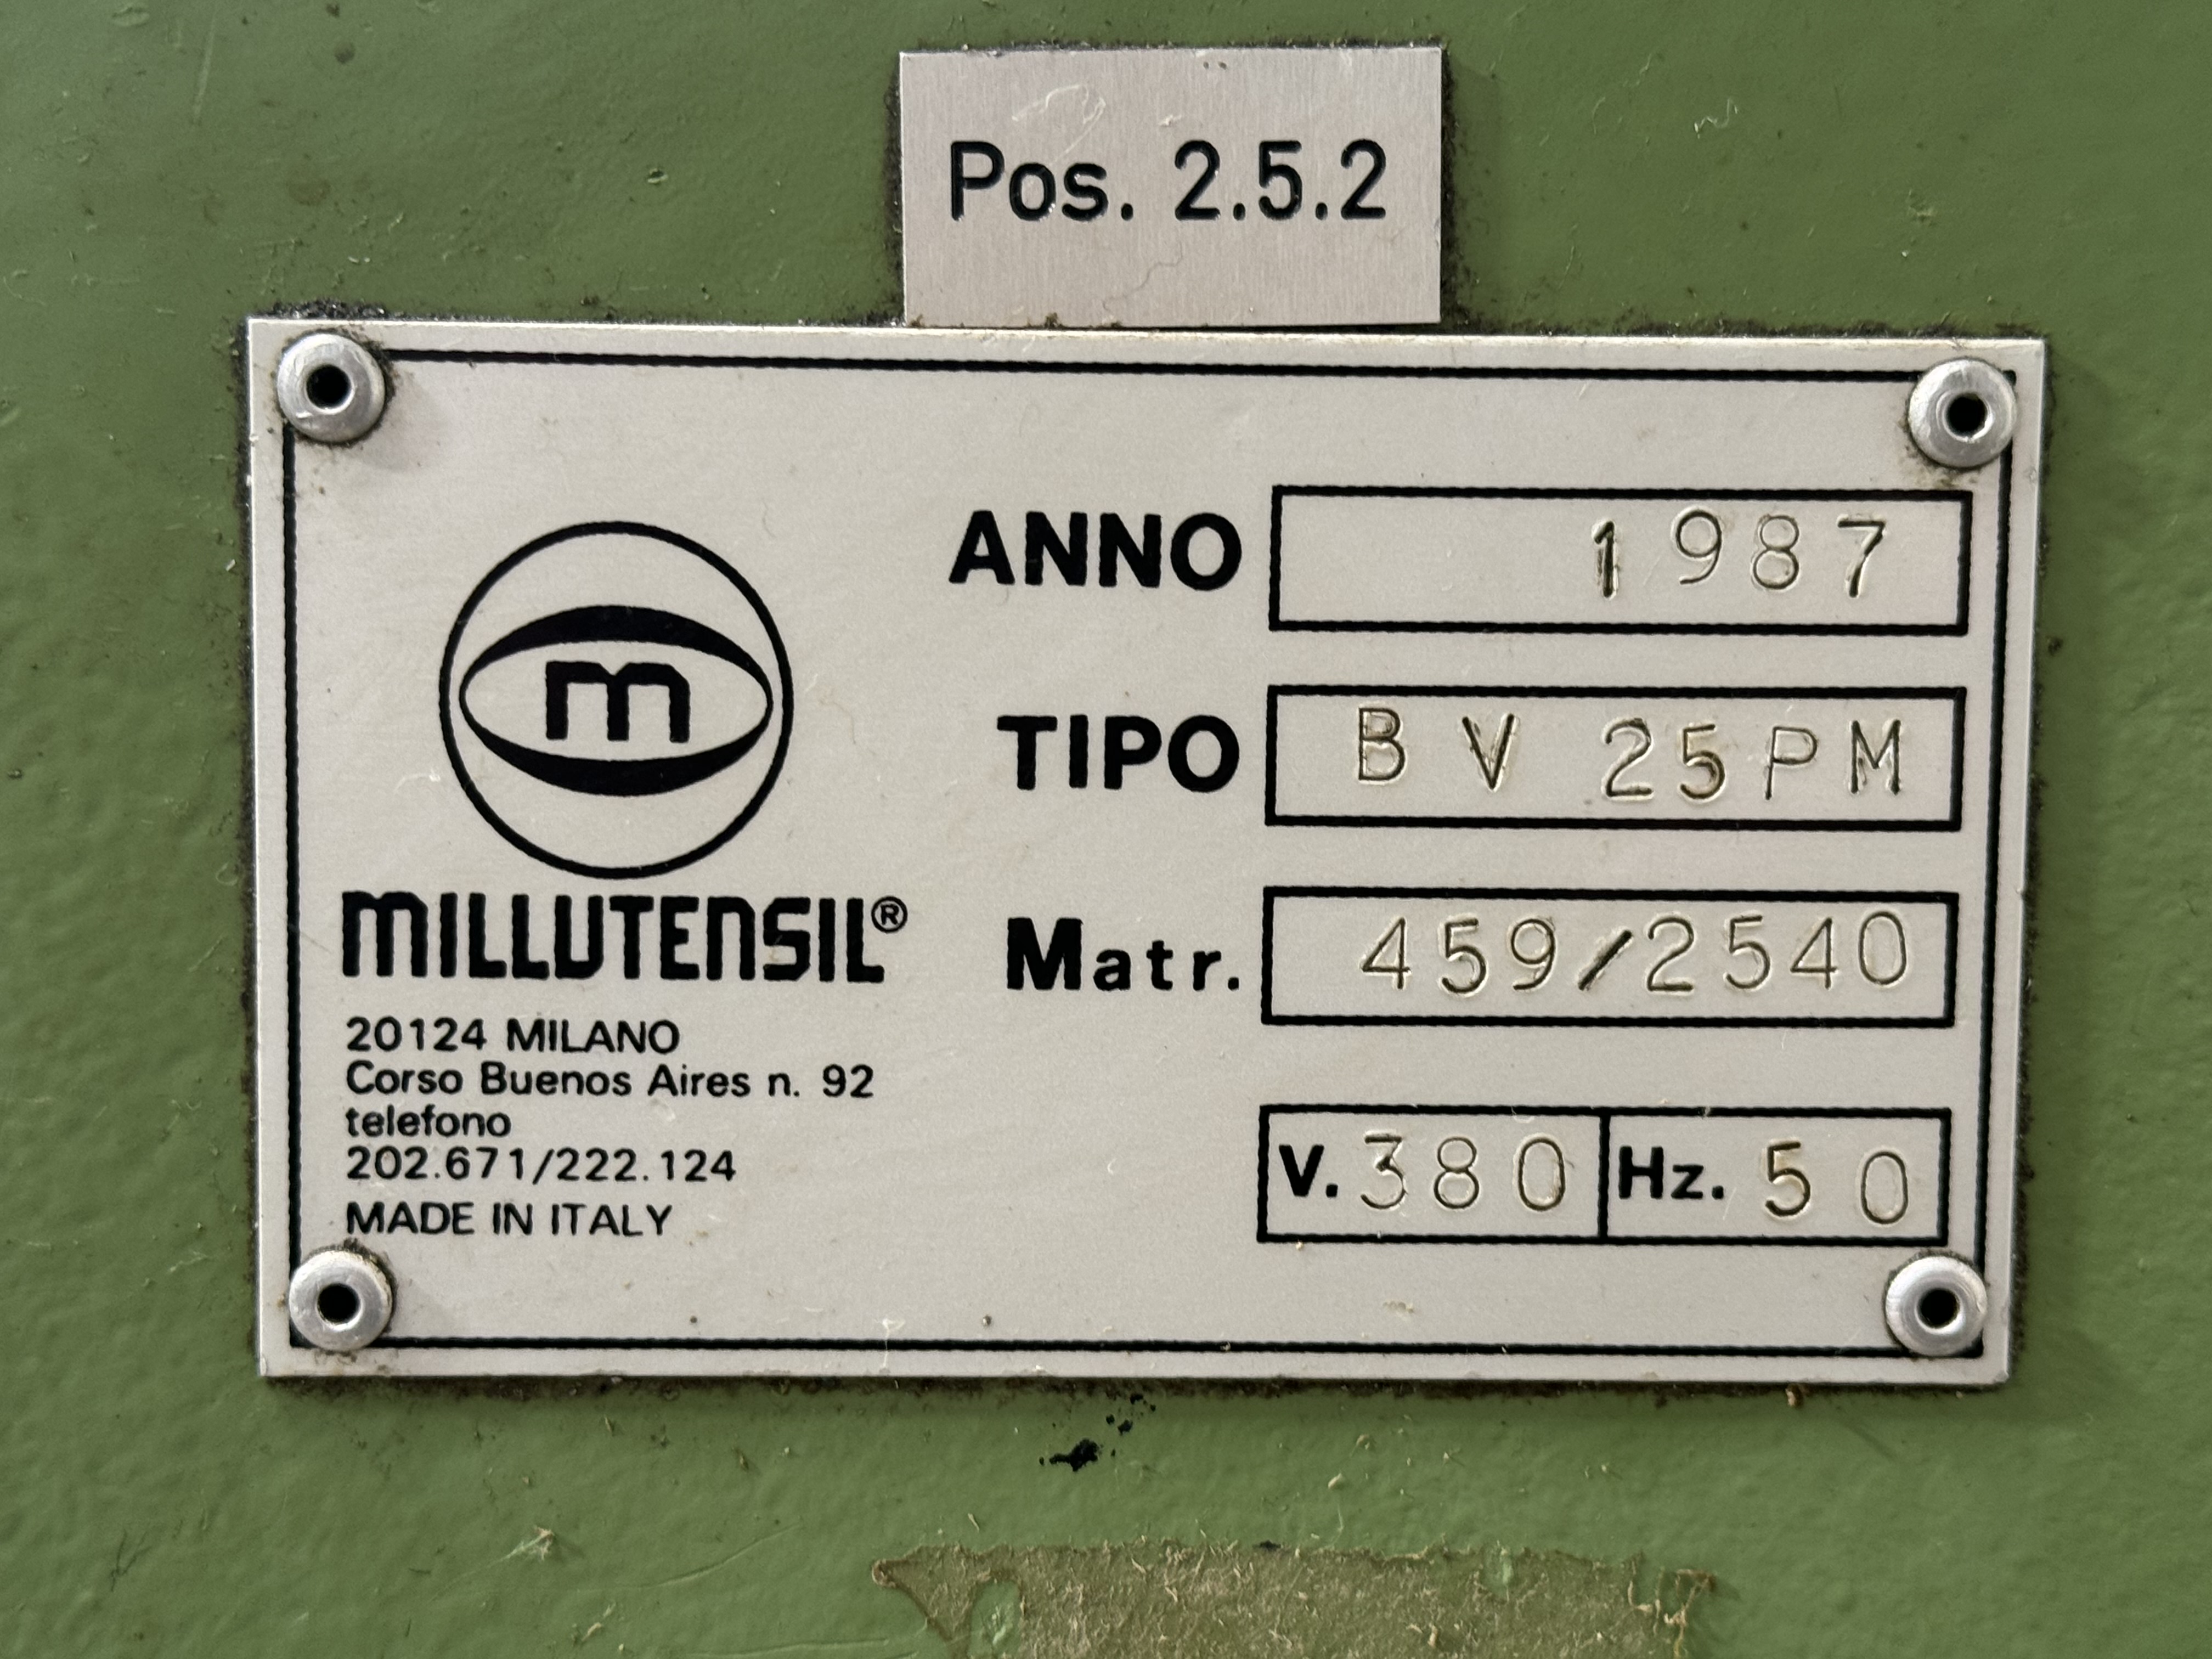 Pos. 2.5.2
m
MILLUTENSIL®
20124 MILANO
Corso Buenos Aires n. 92
telefono
202.671/222.124
MADE IN ITALY
ANNO 1987
TIPO BV 25PM
Matr. 459/2540
V. 380 Hz. 50